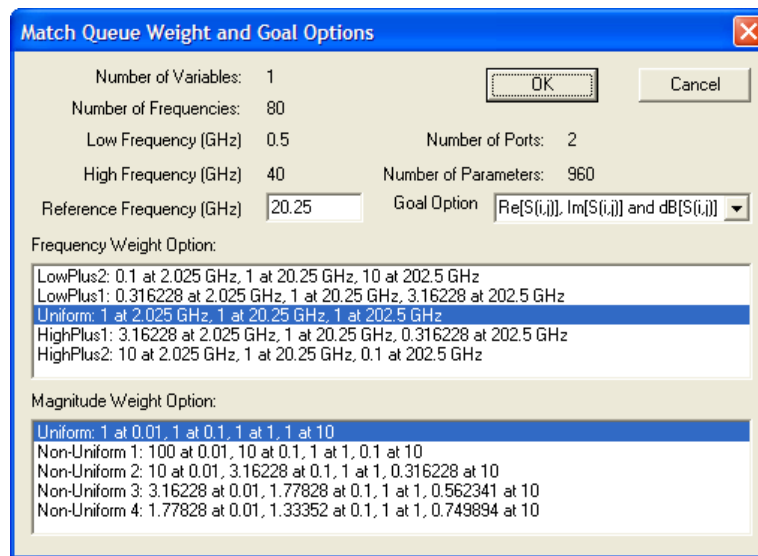 Match Queue Weight and Goal Options
Number of Variables: 1
OK
Cancel
Number of Frequencies: 80
Low Frequency (GHz) 0.5
Number of Ports: 2
High Frequency (GHz) 40
Number of Parameters: 960
Reference Frequency (GHz) 20.25
Goal Option Re[S(i,j)], Im[S(i,j)] and dB[S(i,j)]
Frequency Weight Option:
LowPlus2: 0.1 at 2.025 GHz, 1 at 20.25 GHz, 10 at 202.5 GHz
LowPlus1: 0.316228 at 2.025 GHz, 1 at 20.25 GHz, 3.16228 at 202.5 GHz
Uniform: 1 at 2.025 GHz, 1 at 20.25 GHz, 1 at 202.5 GHz
HighPlus1: 3.16228 at 2.025 GHz, 1 at 20.25 GHz, 0.316228 at 202.5 GHz
HighPlus2: 10 at 2.025 GHz, 1 at 20.25 GHz, 0.1 at 202.5 GHz
Magnitude Weight Option:
Uniform: 1 at 0.01, 1 at 0.1, 1 at 1, 1 at 10
Non-Uniform 1: 100 at 0.01, 10 at 0.1, 1 at 1, 0.1 at 10
Non-Uniform 2: 10 at 0.01, 3.16228 at 0.1, 1 at 1, 0.316228 at 10
Non-Uniform 3: 3.16228 at 0.01, 1.77828 at 0.1, 1 at 1, 0.562341 at 10
Non-Uniform 4: 1.77828 at 0.01, 1.33352 at 0.1, 1 at 1, 0.749894 at 10